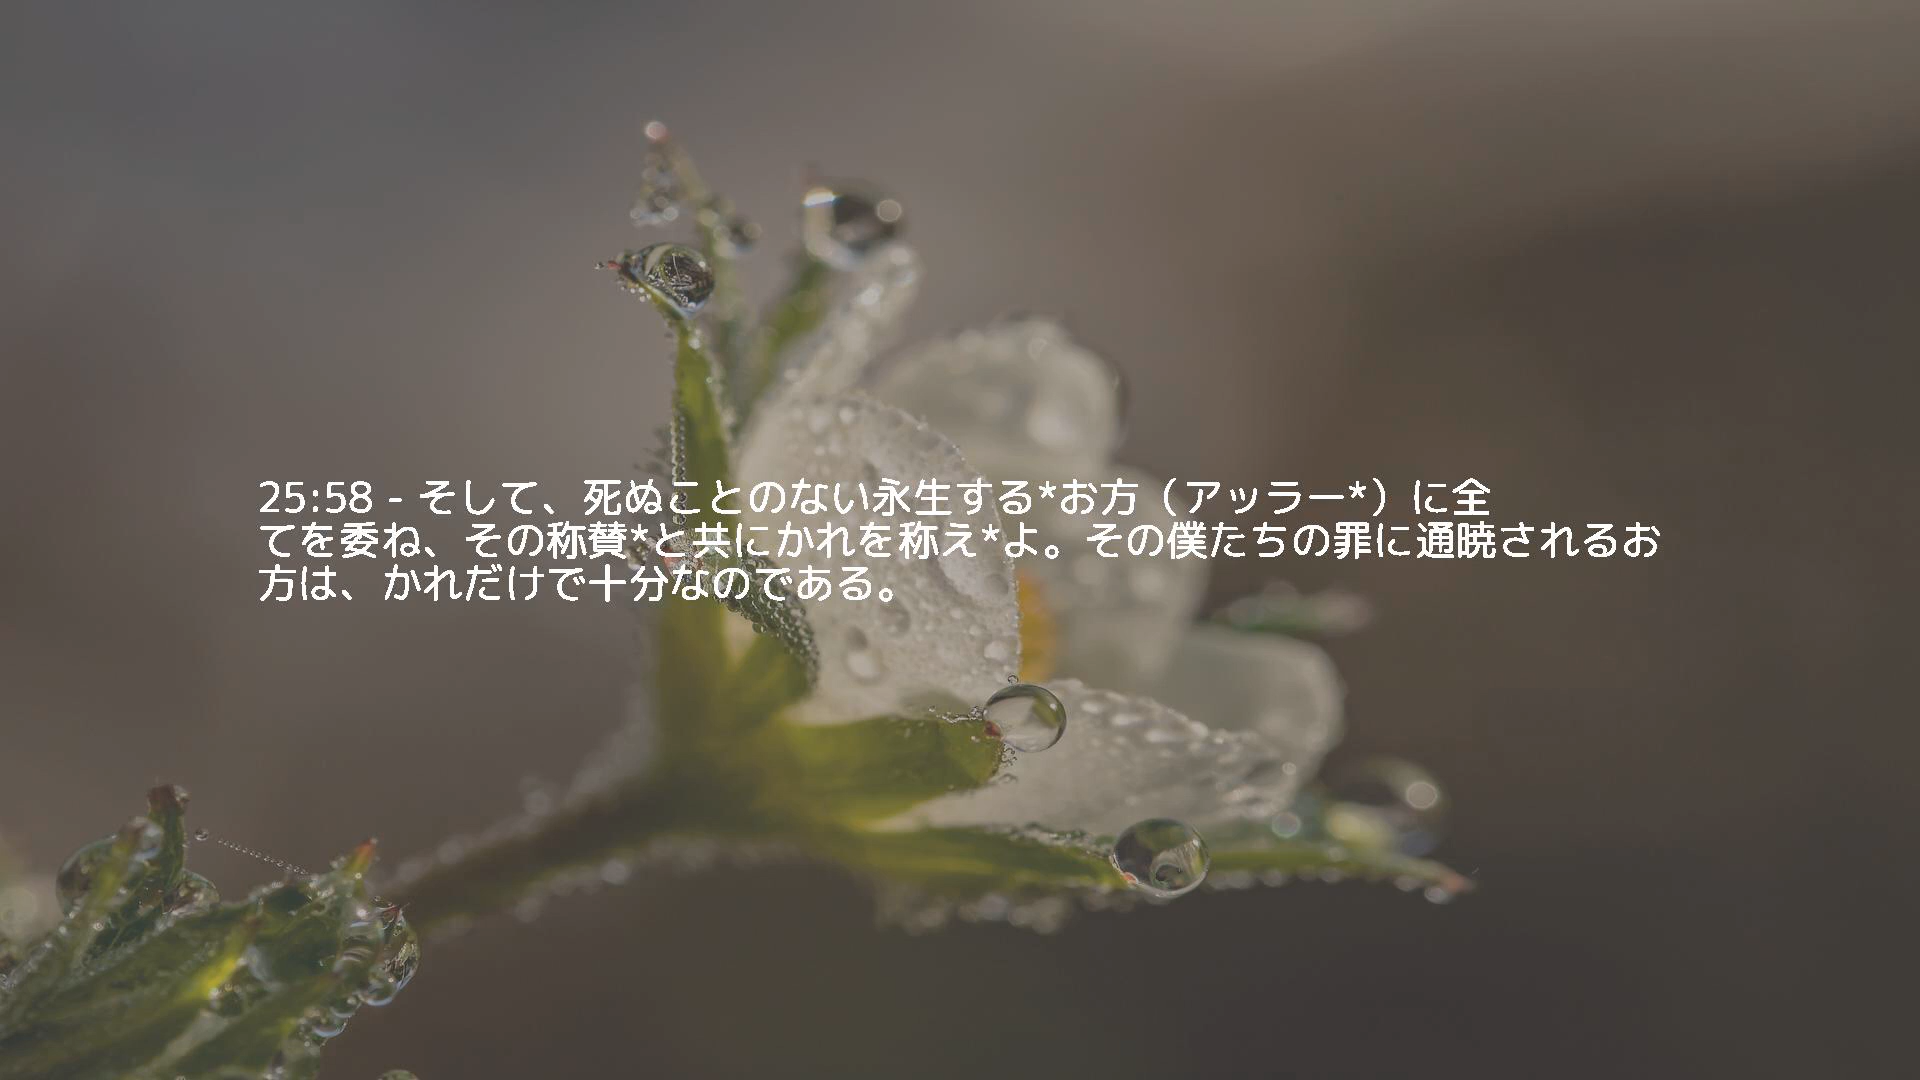 25:58 - そして、死ぬことのない永生する*お方（アッラー*）に全
てを委ね、その称賛*と共にかれを称え*よ。その僕たちの罪に通暁されるお
方は、かれだけで十分なのである。